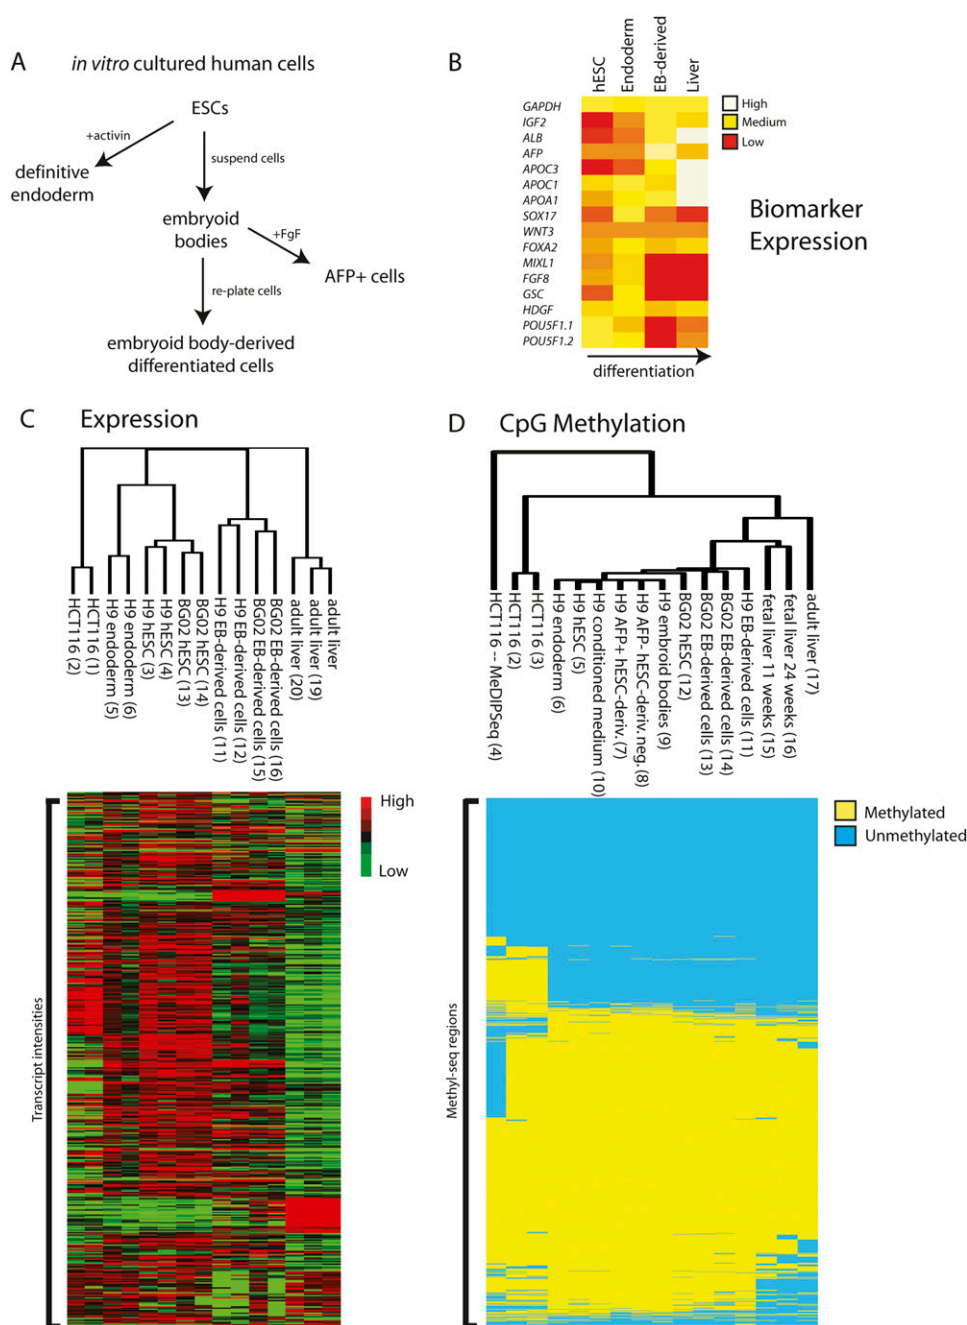 A
in vitro cultured human cells
ESCs
+activin
suspend cells
definitive
endoderm
embryoid
bodies
+FgF
AFP+ cells
re-plate cells
embryoid body-derived
differentiated cells
B
hESC
Endoderm
EB-derived
Liver
High
Medium
Low
GAPDH
IGF2
ALB
AFP
APOC3
APOC1
APOA1
SOX17
WNT3
FOXA2
MIXL1
FGF8
GSC
HDGF
POU5F1.1
POU5F1.2
differentiation
Biomarker
Expression
C
Expression
HCT116 (2)
HCT116 (1)
H9 endoderm (5)
H9 endoderm (6)
H9 hESC (3)
H9 hESC (4)
BG02 hESC (13)
BG02 hESC (14)
H9 EB-derived cells (11)
H9 EB-derived cells (12)
BG02 EB-derived cells (15)
BG02 EB-derived cells (16)
adult liver (20)
adult liver (19)
adult liver
High
Low
Transcript intensities
D
CpG Methylation
HCT116 -- MeDIPSeq (4)
HCT116 (2)
HCT116 (3)
H9 endoderm (6)
H9 hESC (5)
H9 conditioned medium (10)
H9 AFP+ hESC-deriv. (7)
H9 AFP- hESC-deriv. neg. (8)
H9 embroid bodies (9)
BG02 hESC (12)
BG02 EB-derived cells (13)
BG02 EB-derived cells (14)
H9 EB-derived cells (11)
fetal liver 11 weeks (15)
fetal liver 24 weeks (16)
adult liver (17)
Methylated
Unmethylated
Methyl-seq regions